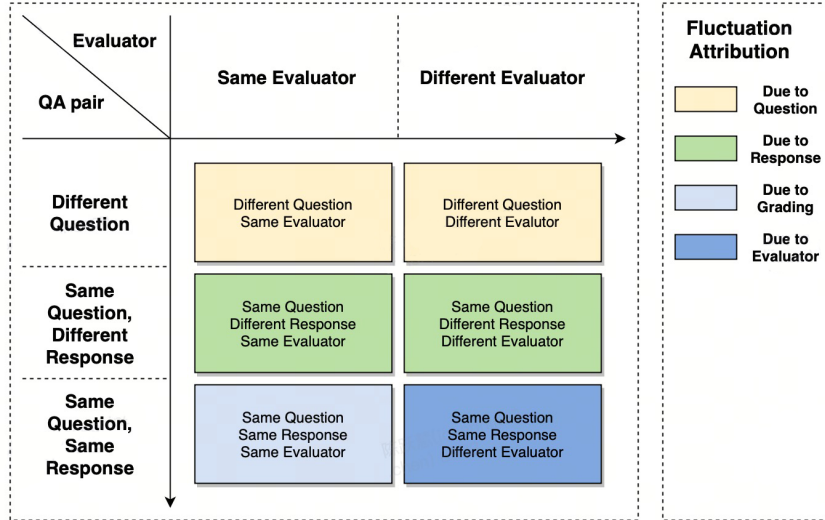 Evaluator
QA pair
Same Evaluator
Different Evaluator
Different
Question
Different Question
Same Evaluator
Different Question
Different Evalutor
Same
Question,
Different
Response
Same Question
Different Response
Same Evaluator
Same Question
Different Response
Different Evaluator
Same
Question,
Same
Response
Same Question
Same Response
Same Evaluator
Same Question
Same Response
Different Evaluator
Fluctuation
Attribution
Due to
Question
Due to
Response
Due to
Grading
Due to
Evaluator